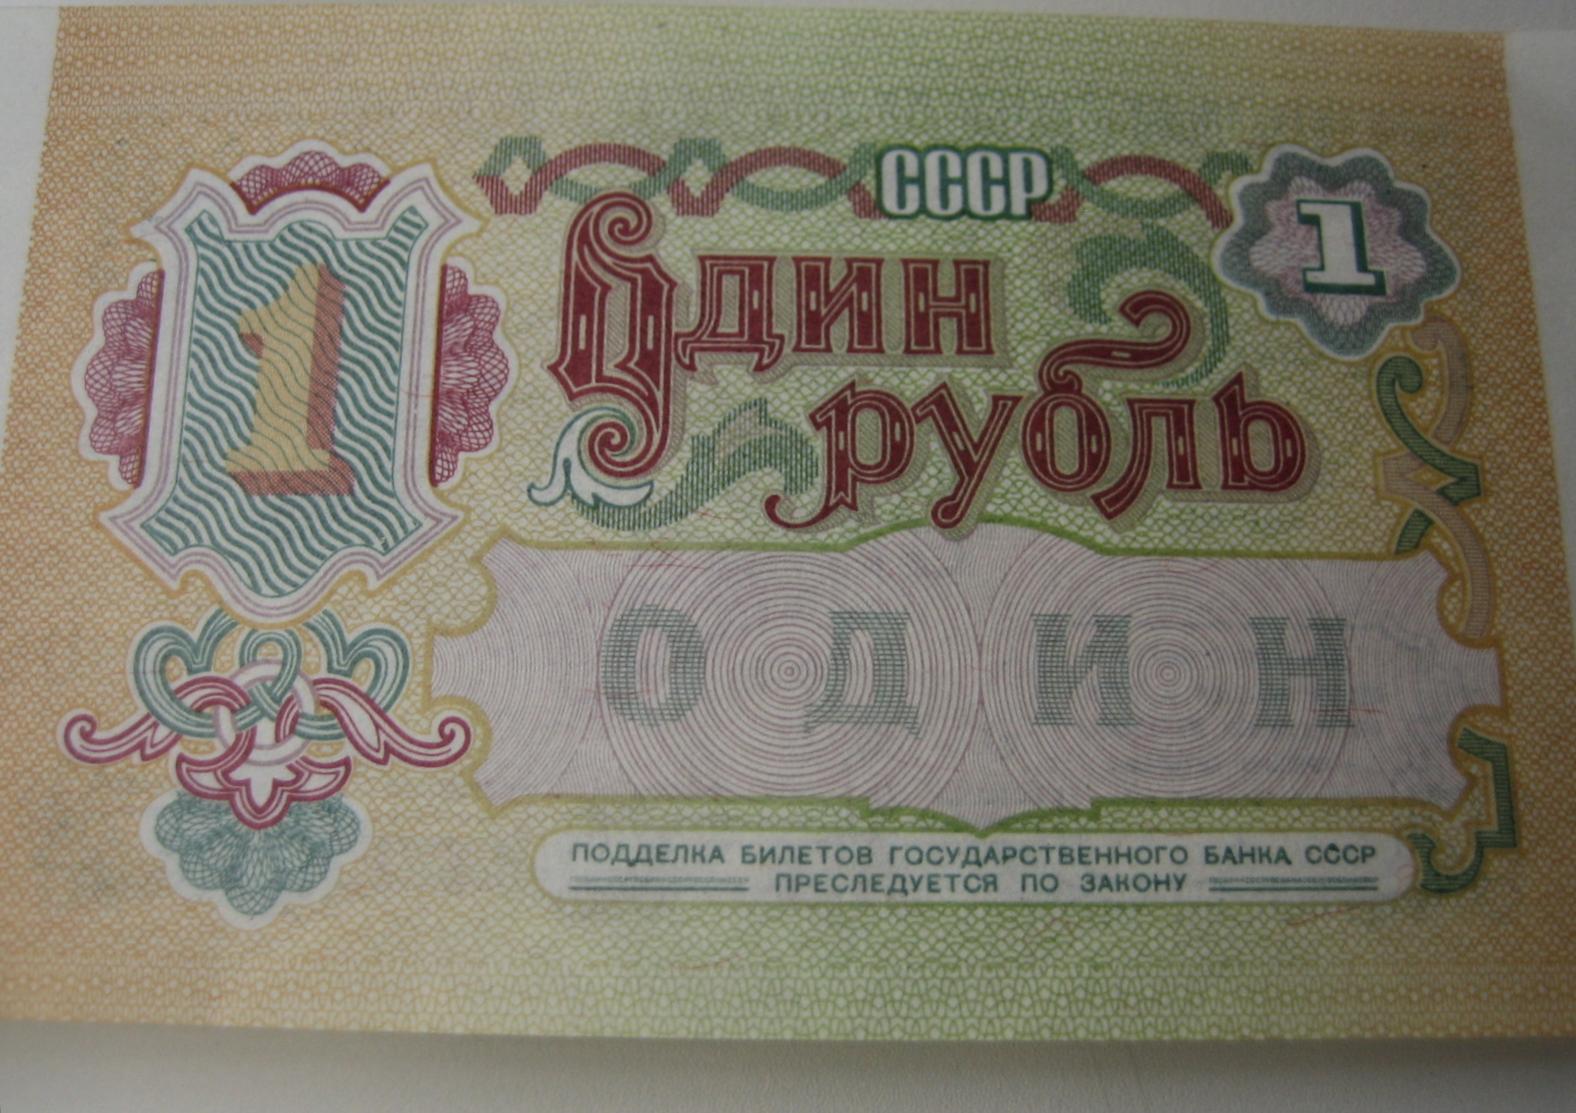 СССР
1
1
Один
рубль
ОДИН
ПОДДЕЛКА БИЛЕТОВ ГОСУДАРСТВЕННОГО БАНКА СССР
ПРЕСЛЕДУЕТСЯ ПО ЗАКОНУ